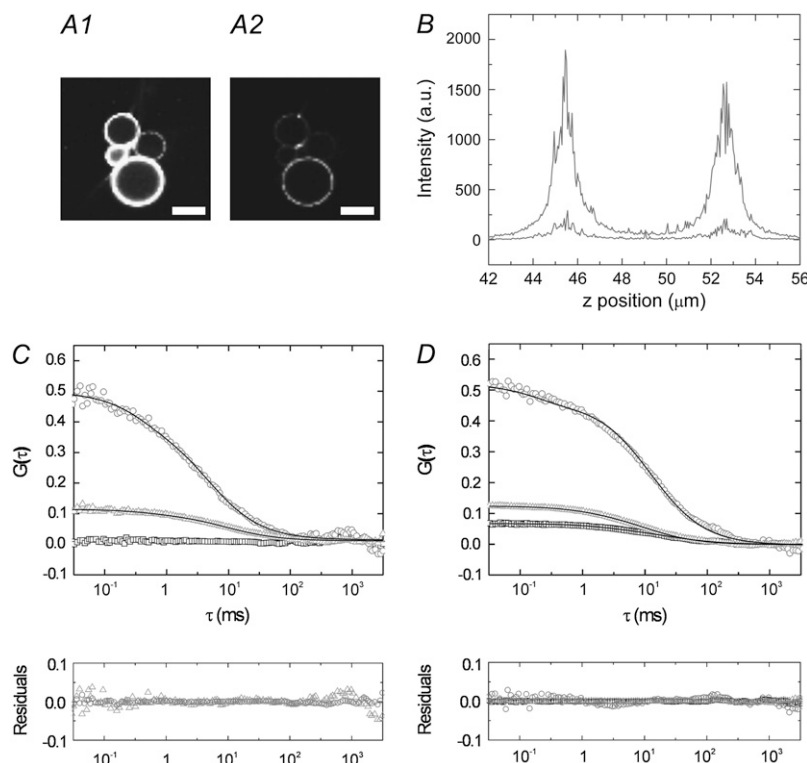 A1
A2
B
2000
1500
1000
500
0
Intensity (a.u.)
42 44 46 48 50 52 54 56
z position (μm)
C
0.6
0.5
0.4
0.3
0.2
0.1
0.0
-0.1
G(τ)
10⁻¹ 1 10¹ 10² 10³
τ (ms)
D
0.6
0.5
0.4
0.3
0.2
0.1
0.0
-0.1
G(τ)
10⁻¹ 1 10¹ 10² 10³
τ (ms)
0.1
0.0
-0.1
Residuals
10⁻¹ 1 10¹ 10² 10³
0.1
0.0
-0.1
Residuals
10⁻¹ 1 10¹ 10² 10³